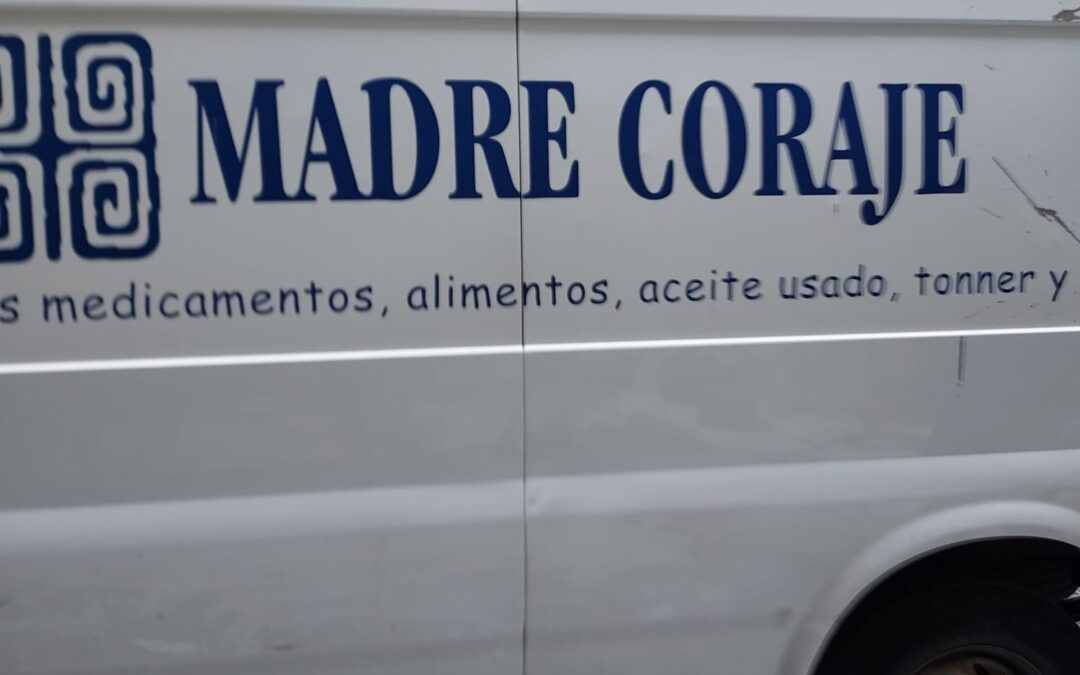 MADRE CORAJE
s medicamentos, alimentos, aceite usado, tonner y